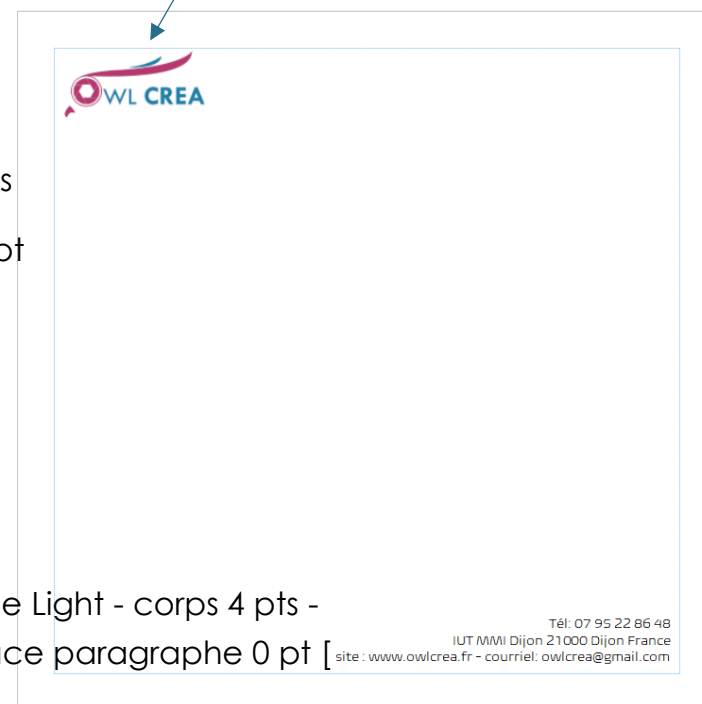 OWL CREA
s
pt
e Light - corps 4 pts -
ace paragraphe 0 pt [
Tél: 07 95 22 86 48
IUT MMI Dijon 21000 Dijon France
site : www.owlcrea.fr - courriel: owlcrea@gmail.com